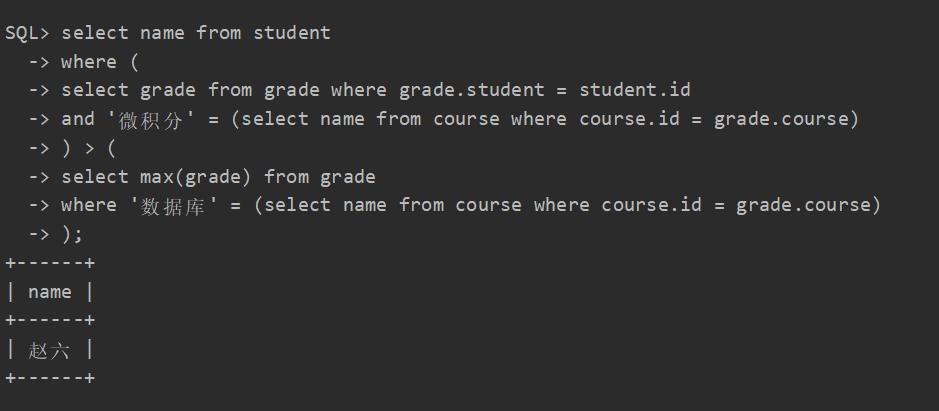 SQL> select name from student
-> where (
-> select grade from grade where grade.student = student.id
-> and '微积分' = (select name from course where course.id = grade.course)
-> ) > (
-> select max(grade) from grade
-> where '数据库' = (select name from course where course.id = grade.course)
-> );
+------+
| name |
+------+
| 赵六 |
+------+